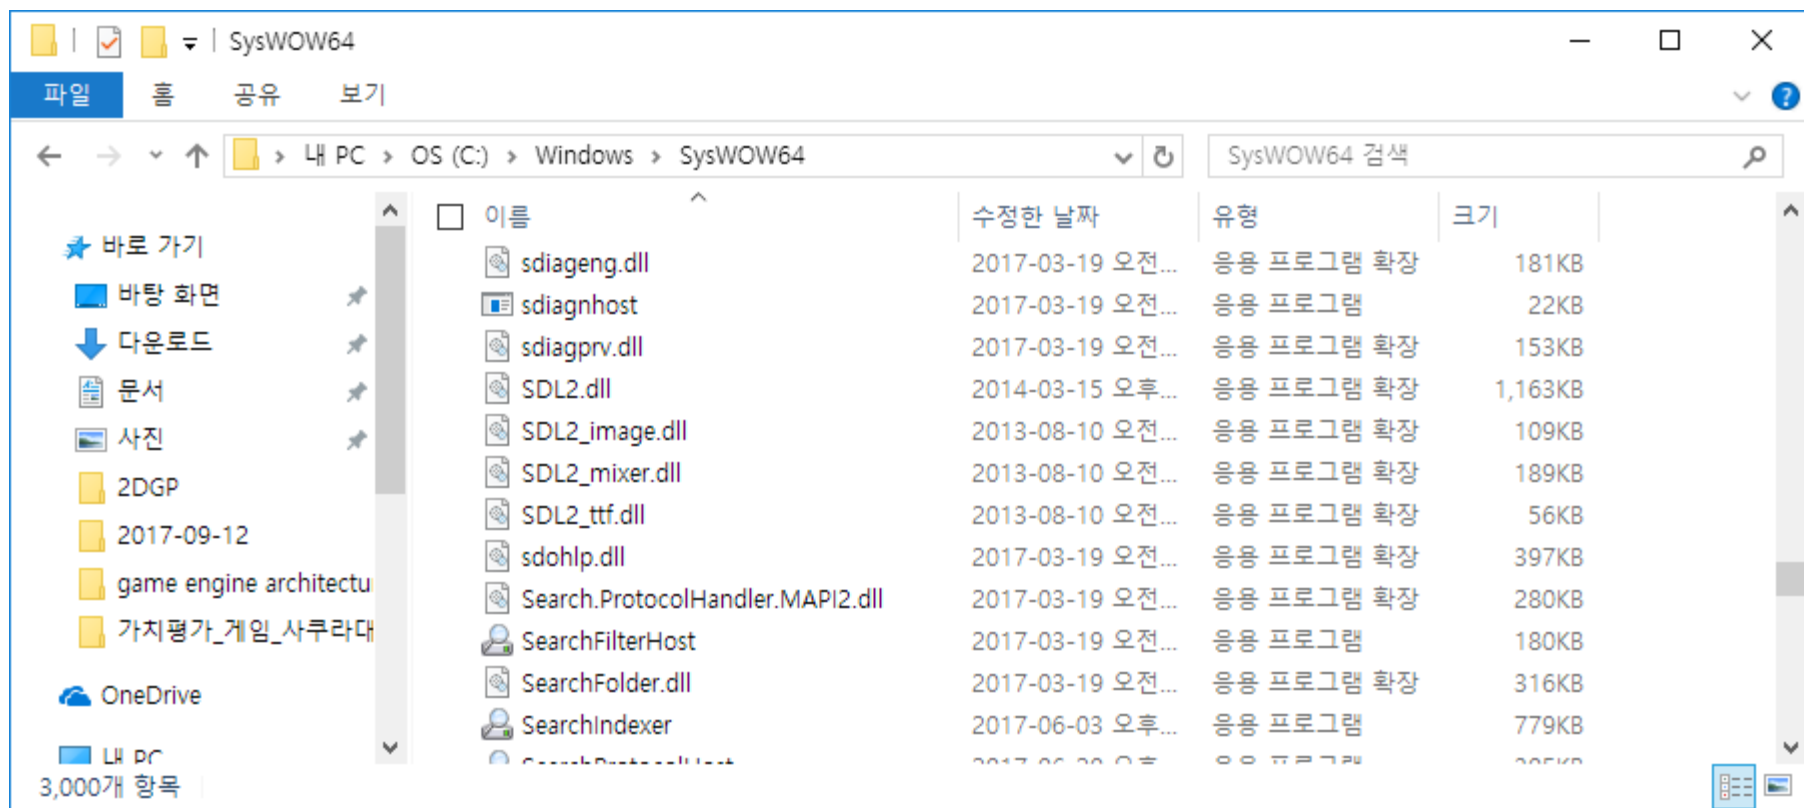 SysWOW64
파일 홈 공유 보기
내 PC > OS (C:) > Windows > SysWOW64
SysWOW64 검색
바로 가기
바탕 화면
다운로드
문서
사진
2DGP
2017-09-12
game engine architectu
가치평가_게임_사쿠라대
OneDrive
내 PC
이름 수정한 날짜 유형 크기
sdiageng.dll 2017-03-19 오전... 응용 프로그램 확장 181KB
sdiagnhost 2017-03-19 오전... 응용 프로그램 22KB
sdiagprv.dll 2017-03-19 오전... 응용 프로그램 확장 153KB
SDL2.dll 2014-03-15 오후... 응용 프로그램 확장 1,163KB
SDL2_image.dll 2013-08-10 오전... 응용 프로그램 확장 109KB
SDL2_mixer.dll 2013-08-10 오전... 응용 프로그램 확장 189KB
SDL2_ttf.dll 2013-08-10 오전... 응용 프로그램 확장 56KB
sdohlp.dll 2017-03-19 오전... 응용 프로그램 확장 397KB
Search.ProtocolHandler.MAPI2.dll 2017-03-19 오전... 응용 프로그램 확장 280KB
SearchFilterHost 2017-03-19 오전... 응용 프로그램 180KB
SearchFolder.dll 2017-03-19 오전... 응용 프로그램 확장 316KB
SearchIndexer 2017-06-03 오후... 응용 프로그램 779KB
3,000개 항목